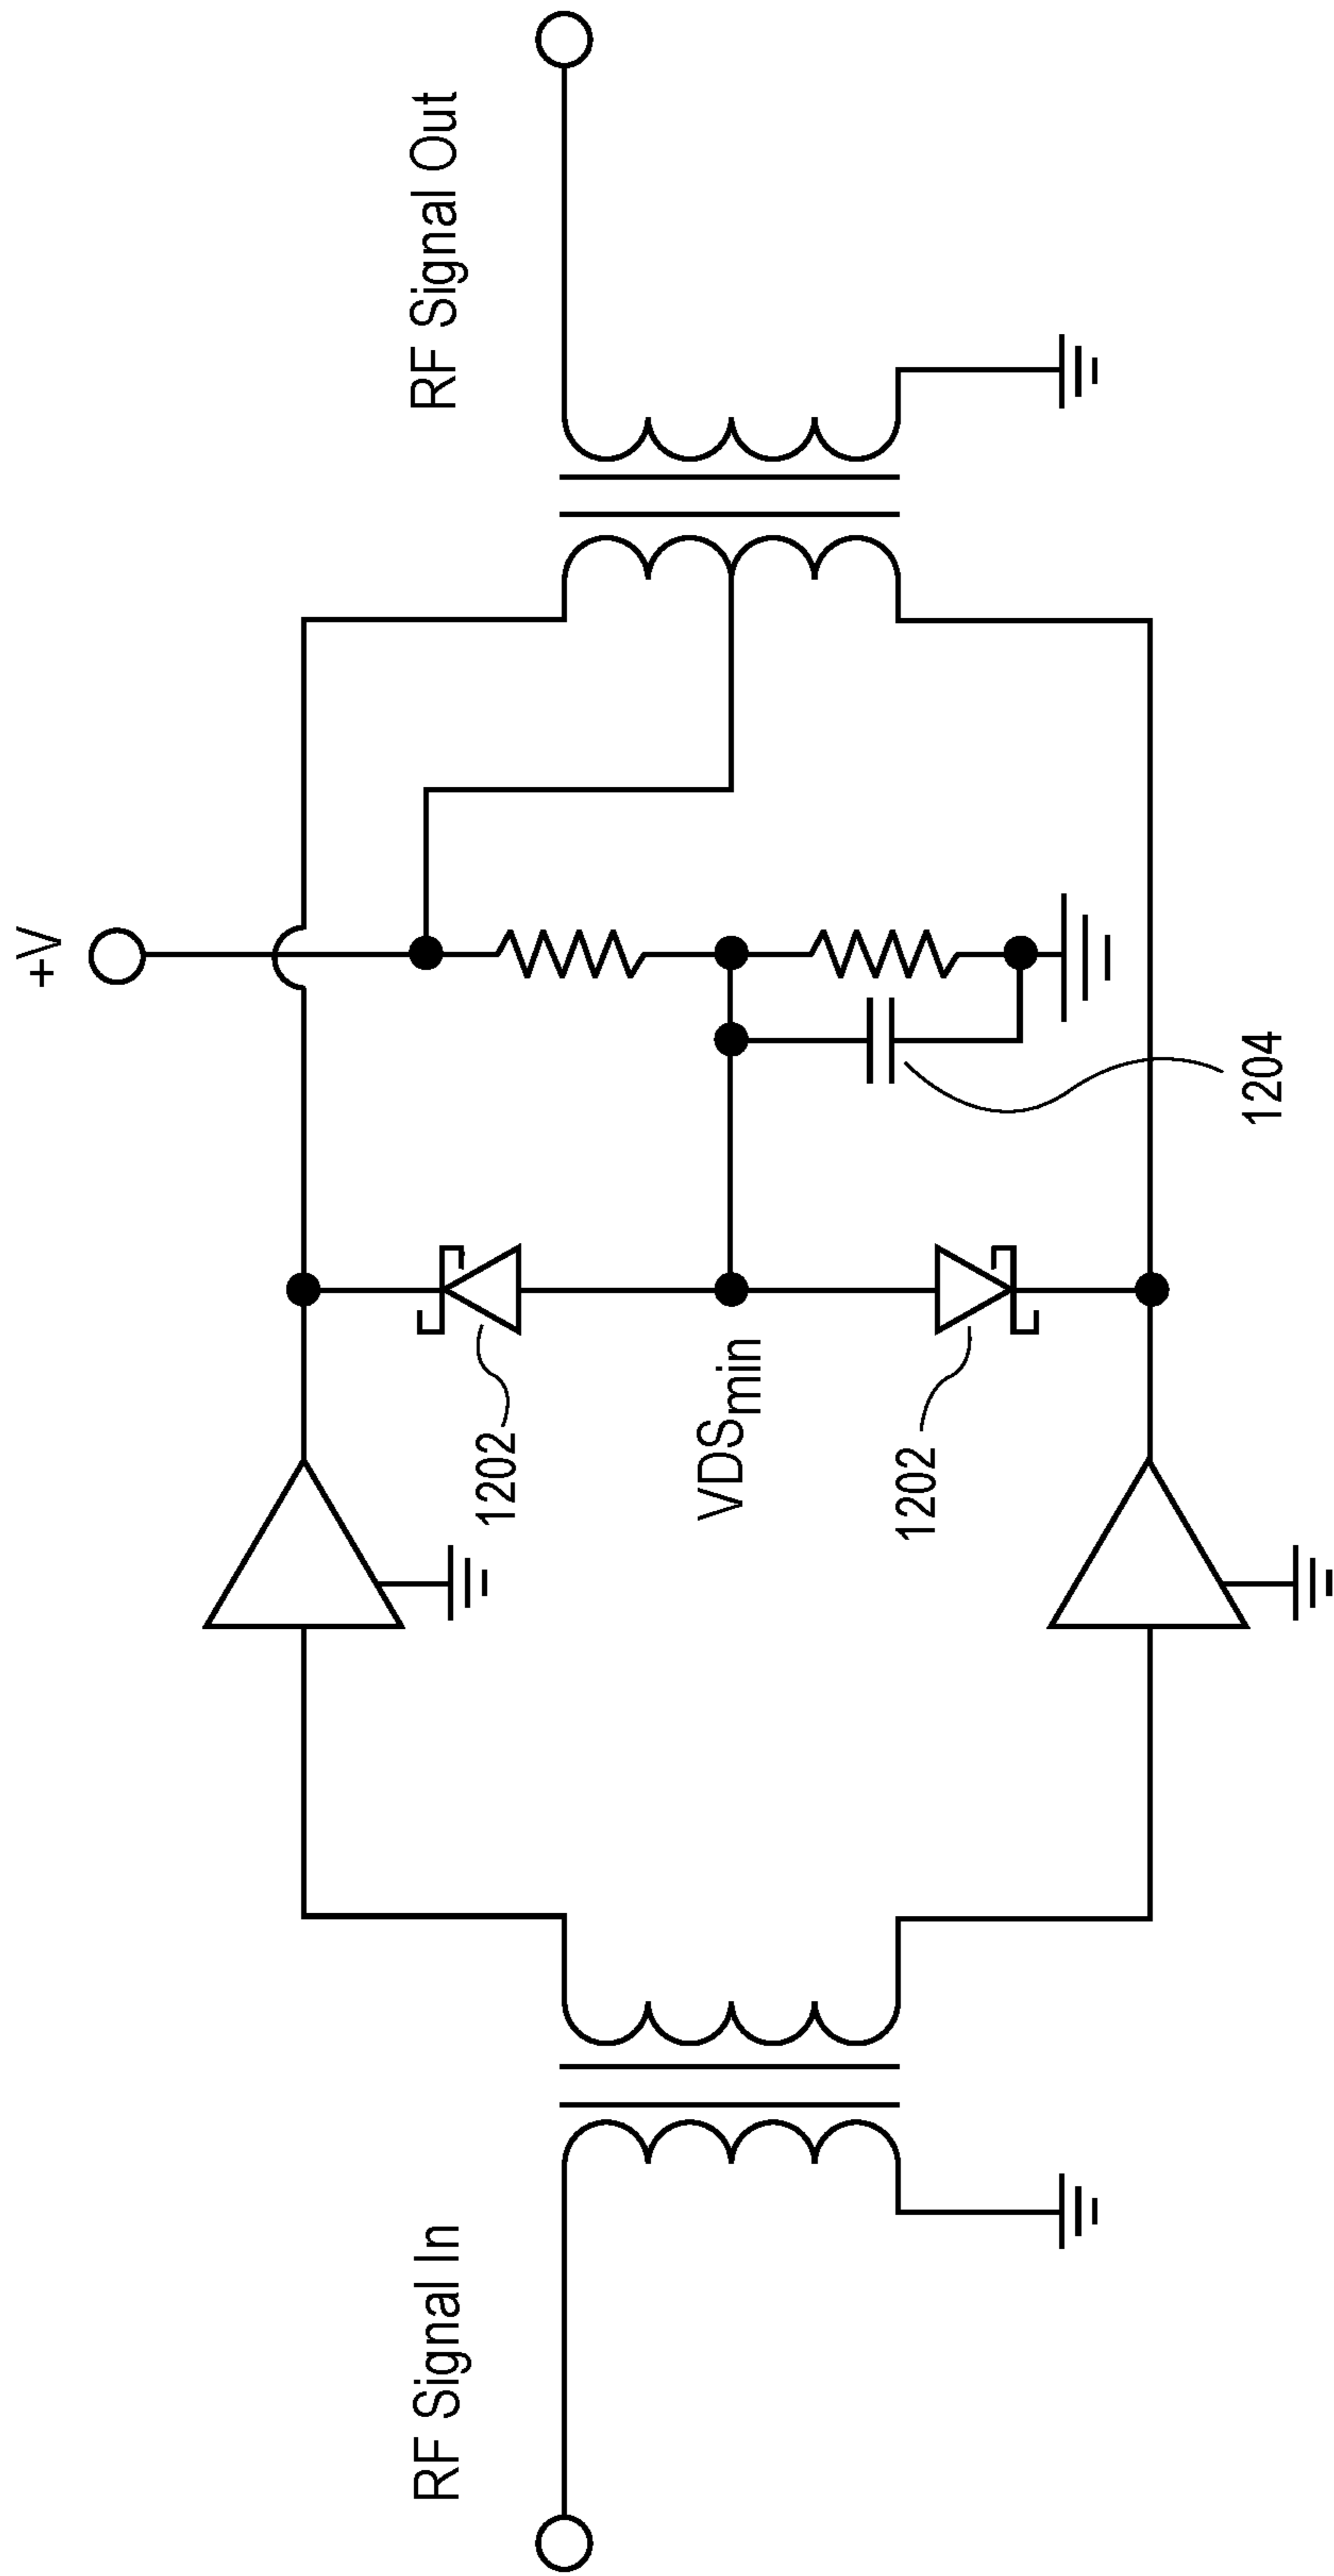 +V
RF Signal In
RF Signal Out
1202
VDSmin
1202
1204